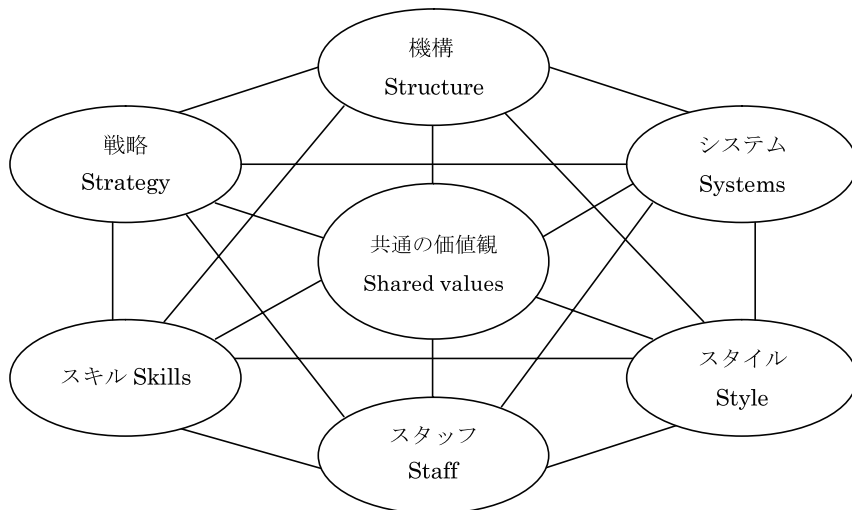 機構
Structure
戦略
Strategy
システム
Systems
共通の価値観
Shared values
スキル Skills
スタイル
Style
スタッフ
Staff